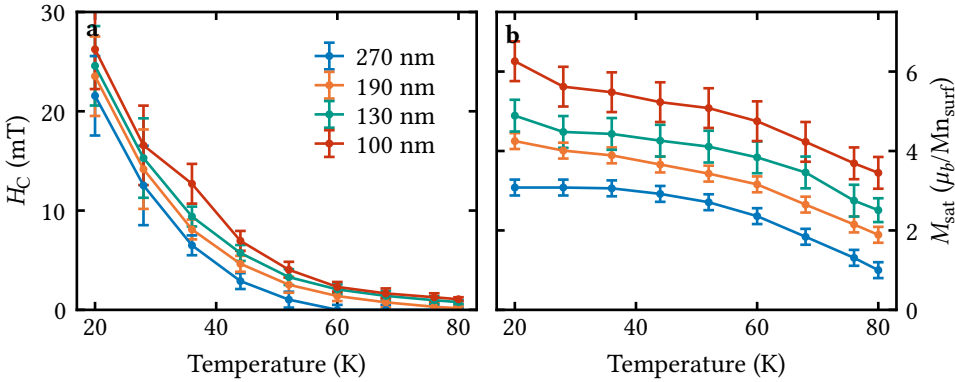 a
270 nm
190 nm
130 nm
100 nm
30
20
10
0
H_C (mT)
20 40 60 80
Temperature (K)
b
6
4
2
0
M_sat (μ_b/Mn_surf)
20 40 60 80
Temperature (K)